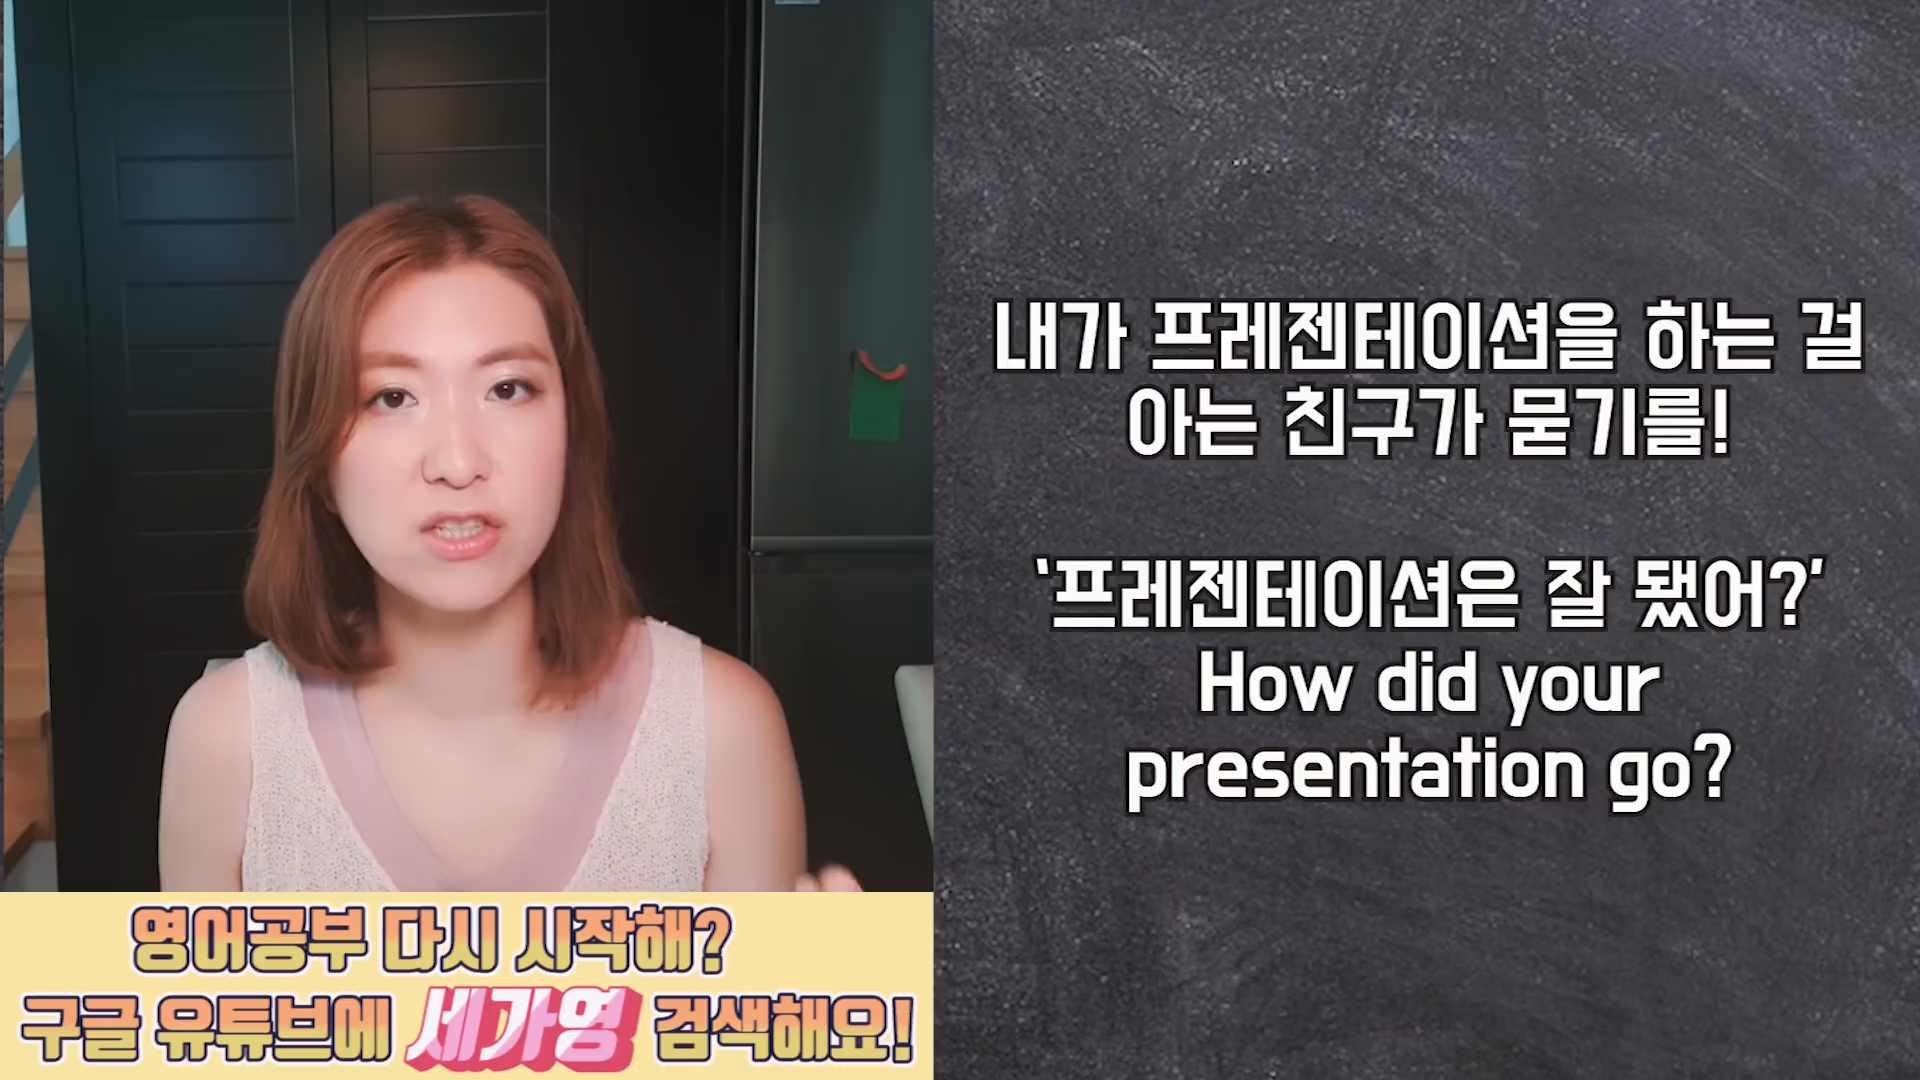 내가 프레젠테이션을 하는 걸
아는 친구가 묻기를!
‘프레젠테이션은 잘 됐어?’
How did your
presentation go?
영어공부 다시 시작해?
구글 유튜브에 세가영 검색해요!